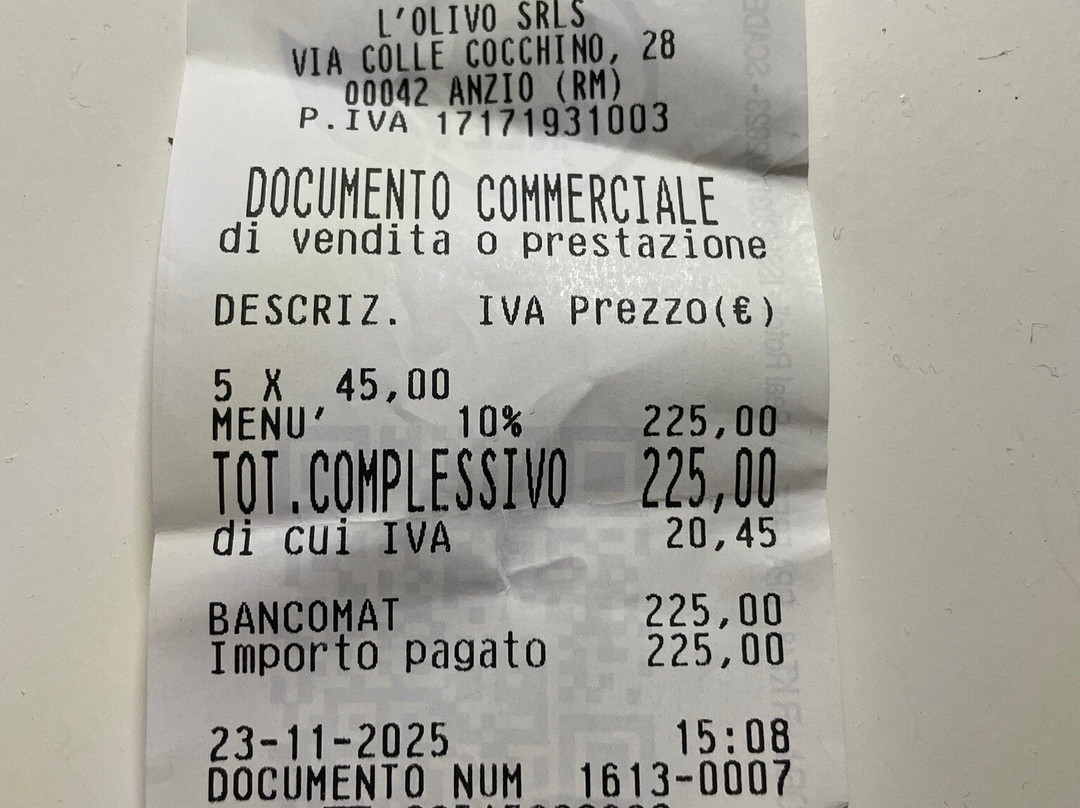 L'OLIVO SRLS
VIA COLLE COCCHINO, 28
00042 ANZIO (RM)
P.IVA 17171931003
DOCUMENTO COMMERCIALE
di vendita o prestazione
DESCRIZ. IVA Prezzo(€)
5 X 45,00
MENU' 10% 225,00
TOT.COMPLESSIVO 225,00
di cui IVA 20,45
BANCOMAT 225,00
Importo pagato 225,00
23-11-2025 15:08
DOCUMENTO NUM 1613-0007